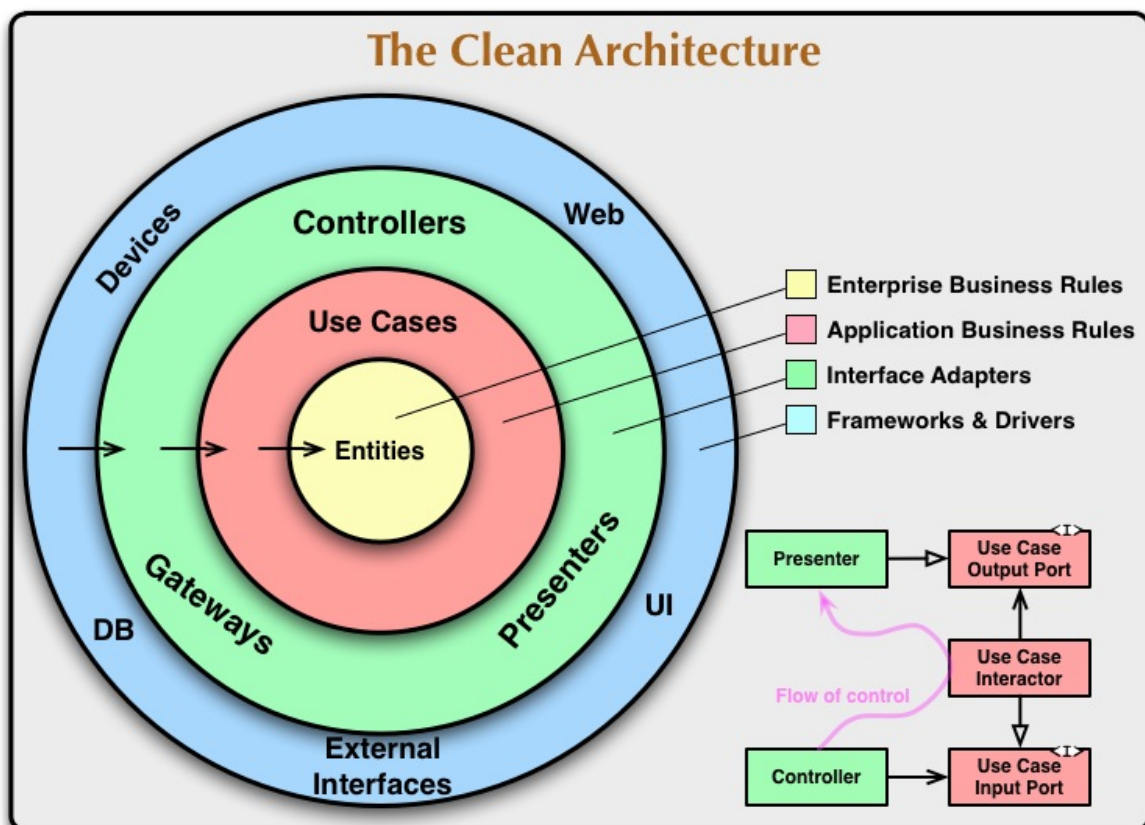 The Clean Architecture
Devices
Web
Controllers
Use Cases
Entities
Gateways
Presenters
DB
UI
External
Interfaces
Enterprise Business Rules
Application Business Rules
Interface Adapters
Frameworks & Drivers
Presenter
<I>
Use Case
Output Port
Use Case
Interactor
Flow of control
Controller
<I>
Use Case
Input Port